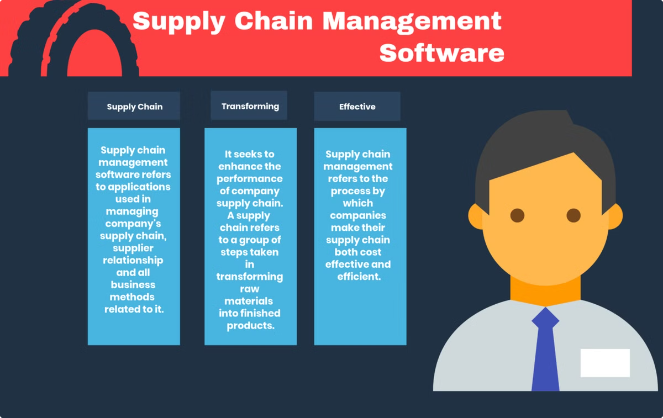 Supply Chain Management
Software
Supply Chain
Transforming
Effective
Supply chain
management
software refers
to applications
used in
managing
company's
supply chain,
supplier
relationship
and all
business
methods
related to it.
It seeks to
enhance the
performance
of company
supply chain.
A supply
chain refers
to a group of
steps taken
in
transforming
raw
materials
into finished
products.
Supply chain
management
refers to the
process by
which
companies
make their
supply chain
both cost
effective and
efficient.